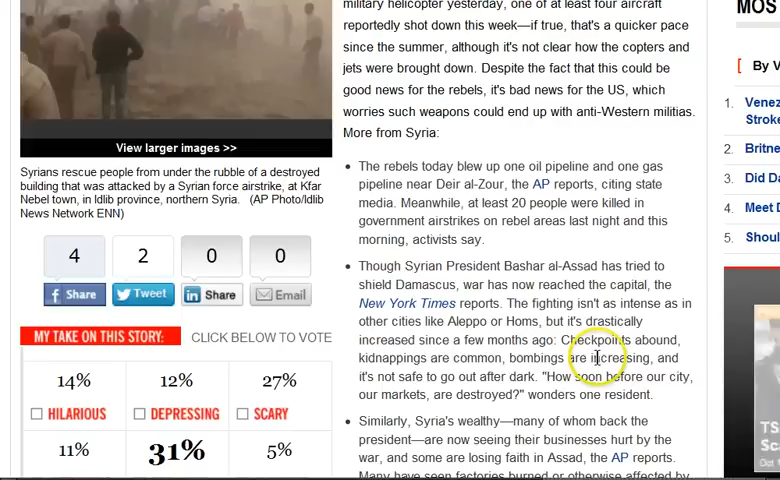 military helicopter yesterday, one of at least four aircraft
reportedly shot down this week—if true, that's a quicker pace
since the summer, although it's not clear how the copters and
jets were brought down. Despite the fact that this could be
good news for the rebels, it's bad news for the US, which
worries such weapons could end up with anti-Western militias.
More from Syria:
View larger images >>
Syrians rescue people from under the rubble of a destroyed
building that was attacked by a Syrian force airstrike, at Kfar
Nebel town, in Idlib province, northern Syria. (AP Photo/Idlib
News Network ENN)
4 2 0 0
Share Tweet Share Email
MY TAKE ON THIS STORY: CLICK BELOW TO VOTE
14% 12% 27%
HILARIOUS DEPRESSING SCARY
11% 31% 5%
• The rebels today blew up one oil pipeline and one gas
pipeline near Deir al-Zour, the AP reports, citing state
media. Meanwhile, at least 20 people were killed in
government airstrikes on rebel areas last night and this
morning, activists say.
• Though Syrian President Bashar al-Assad has tried to
shield Damascus, war has now reached the capital, the
New York Times reports. The fighting isn't as intense as in
other cities like Aleppo or Homs, but it's drastically
increased since a few months ago: Checkpoints abound,
kidnappings are common, bombings are increasing, and
it's not safe to go out after dark. "How soon before our city,
our markets, are destroyed?" wonders one resident.
• Similarly, Syria's wealthy—many of whom back the
president—are now seeing their businesses hurt by the
war, and some are losing faith in Assad, the AP reports.
Many have seen factories burned or otherwise affected by
MOS
[ By V
1. Venez
Stroke
2. Britne
3. Did Da
4. Meet D
5. Shoul
TS
Sca